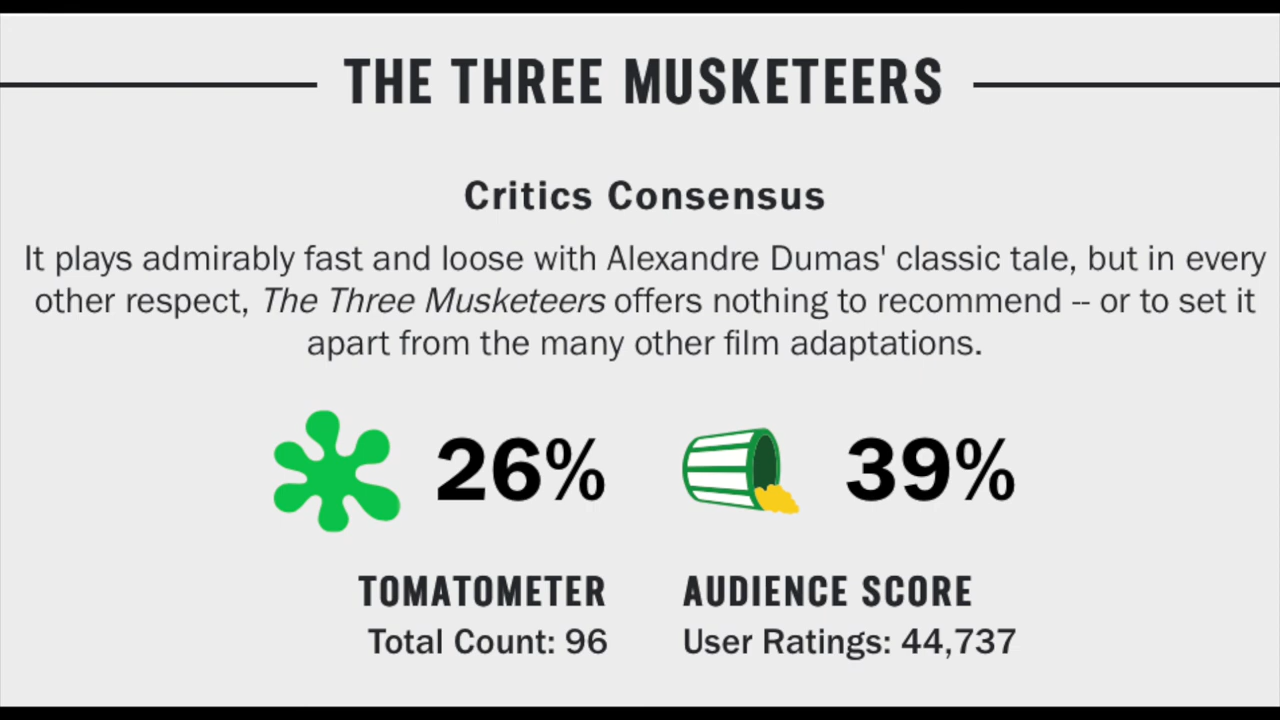 THE THREE MUSKETEERS
Critics Consensus
It plays admirably fast and loose with Alexandre Dumas' classic tale, but in every
other respect, The Three Musketeers offers nothing to recommend -- or to set it
apart from the many other film adaptations.
26% 39%
TOMATOMETER AUDIENCE SCORE
Total Count: 96 User Ratings: 44,737